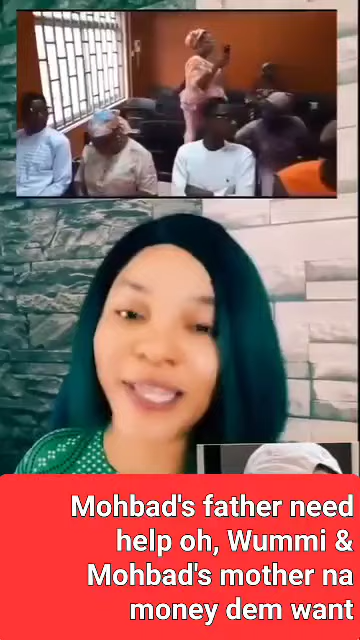 Mohbad's father need
help oh, Wummi &
Mohbad's mother na
money dem want